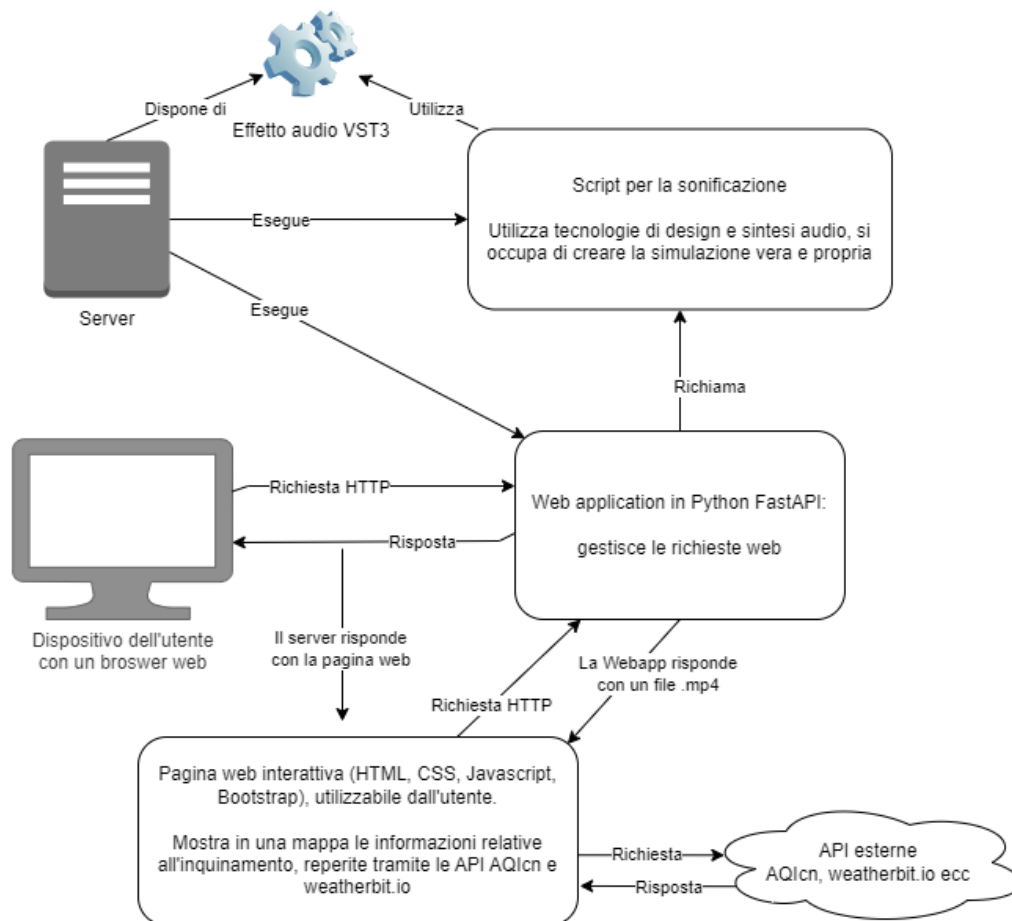 Dispone di
Utilizza
Effetto audio VST3
Script per la sonificazione
Utilizza tecnologie di design e sintesi audio, si
occupa di creare la simulazione vera e propria
Esegue
Server
Esegue
Richiama
Richiesta HTTP
Web application in Python FastAPI:
gestisce le richieste web
Risposta
Dispositivo dell'utente
con un broswer web
Il server risponde
con la pagina web
La Webapp risponde
con un file .mp4
Richiesta HTTP
Pagina web interattiva (HTML, CSS, Javascript,
Bootstrap), utilizzabile dall'utente.
Mostra in una mappa le informazioni relative
all'inquinamento, reperite tramite le API AQIcn e
weatherbit.io
Richiesta
Risposta
API esterne
AQIcn, weatherbit.io ecc